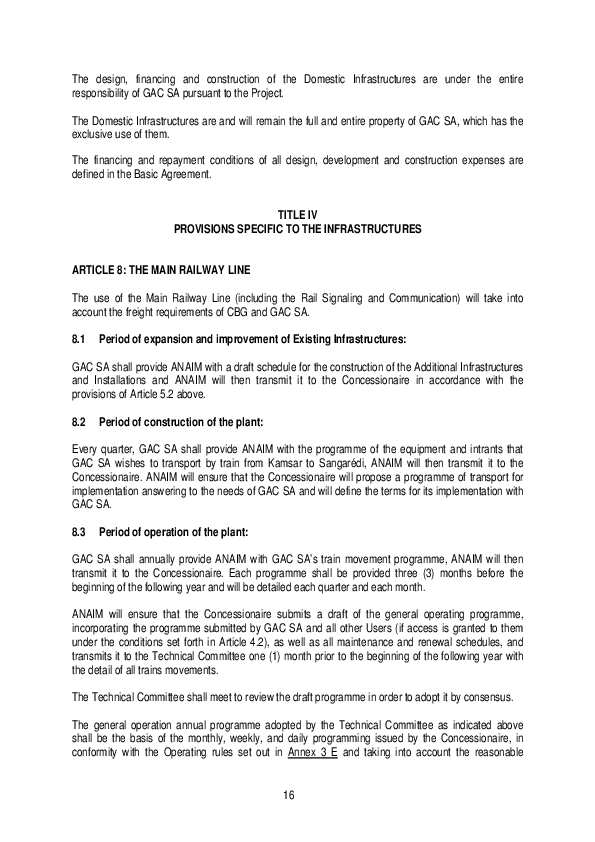 The design, financing and construction of the Domestic Infrastructures are under the entire
responsibility of GAC SA pursuant to the Project.
The Domestic Infrastructures are and will remain the full and entire property of GAC SA, which has the
exclusive use of them.
The financing and repayment conditions of all design, development and construction expenses are
defined in the Basic Agreement.
TITLE IV
PROVISIONS SPECIFIC TO THE INFRASTRUCTURES
ARTICLE 8: THE MAIN RAILWAY LINE
The use of the Main Railway Line (including the Rail Signaling and Communication) will take into
account the freight requirements of CBG and GAC SA.
8.1 Period of expansion and improvement of Existing Infrastructures:
GAC SA shall provide ANAIM with a draft schedule for the construction of the Additional Infrastructures
and Installations and ANAIM will then transmit it to the Concessionaire in accordance with the
provisions of Article 5.2 above.
8.2 Period of construction of the plant:
Every quarter, GAC SA shall provide ANAIM with the programme of the equipment and intrants that
GAC SA wishes to transport by train from Kamsar to Sangarédi, ANAIM will then transmit it to the
Concessionaire. ANAIM will ensure that the Concessionaire will propose a programme of transport for
implementation answering to the needs of GAC SA and will define the terms for its implementation with
GAC SA.
8.3 Period of operation of the plant:
GAC SA shall annually provide ANAIM with GAC SA's train movement programme, ANAIM will then
transmit it to the Concessionaire. Each programme shall be provided three (3) months before the
beginning of the following year and will be detailed each quarter and each month.
ANAIM will ensure that the Concessionaire submits a draft of the general operating programme,
incorporating the programme submitted by GAC SA and all other Users (if access is granted to them
under the conditions set forth in Article 4.2), as well as all maintenance and renewal schedules, and
transmits it to the Technical Committee one (1) month prior to the beginning of the following year with
the detail of all trains movements.
The Technical Committee shall meet to review the draft programme in order to adopt it by consensus.
The general operation annual programme adopted by the Technical Committee as indicated above
shall be the basis of the monthly, weekly, and daily programming issued by the Concessionaire, in
conformity with the Operating rules set out in Annex 3 E and taking into account the reasonable
16